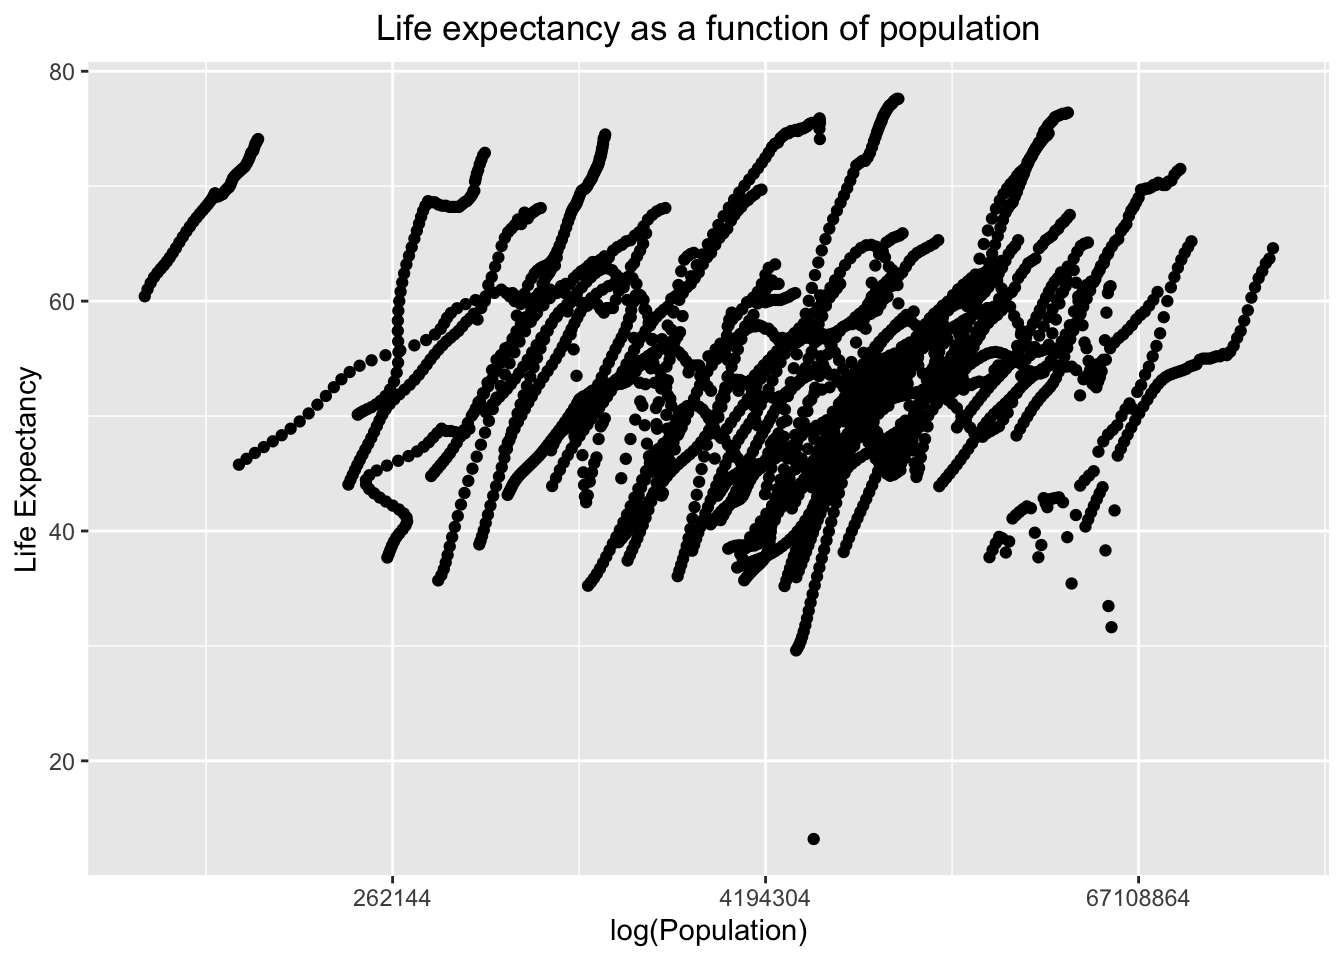 Life expectancy as a function of population
80
60
40
20
Life Expectancy
262144
4194304
67108864
log(Population)